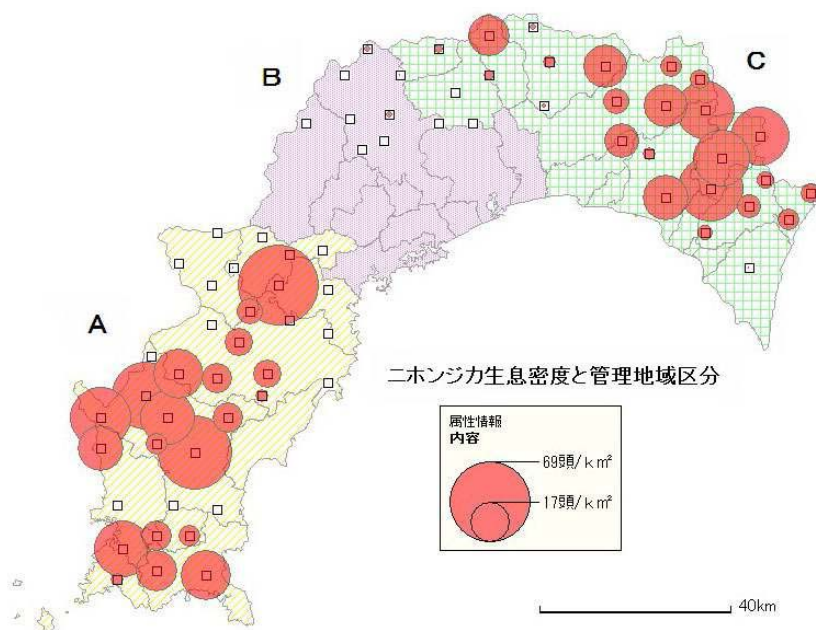 B
C
A
ニホンジカ生息密度と管理地域区分
属性情報
内容
69頭/ｋｍ²
17頭/ｋｍ²
40km